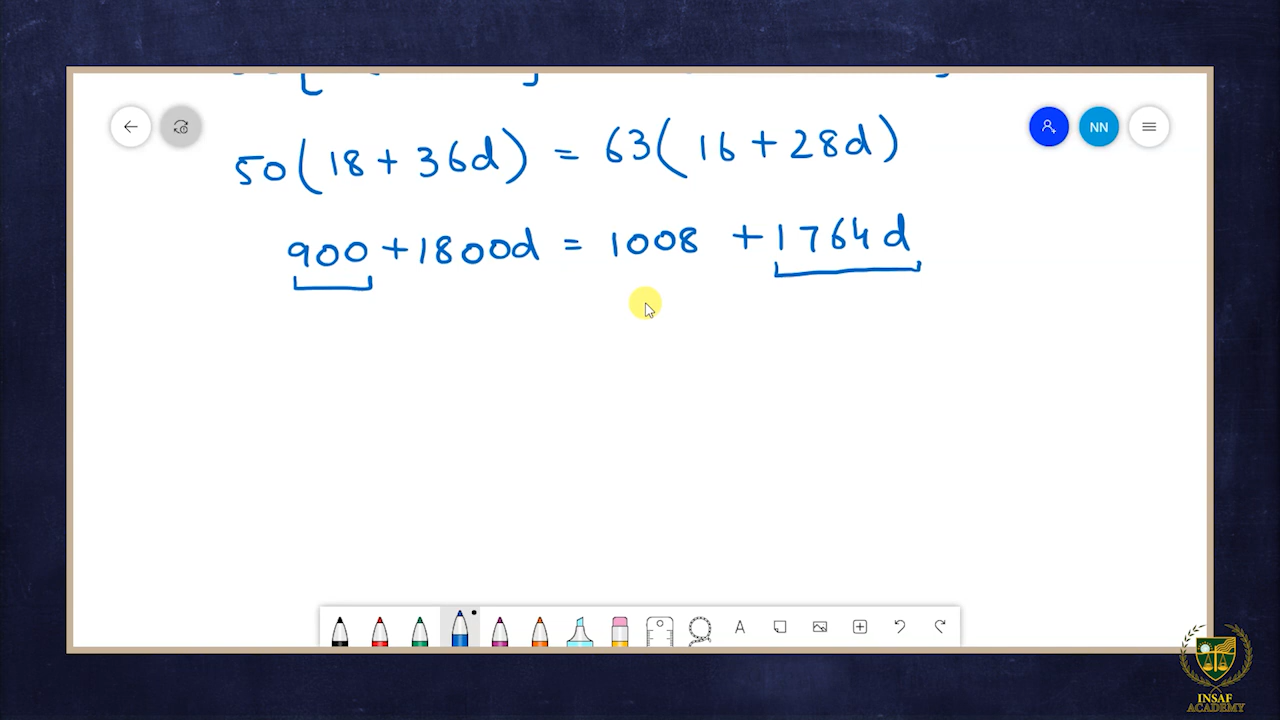 50(18 + 36d) = 63(16 + 28d)
900 + 1800d = 1008 + 1764d
NN
A
INSAF
ACADEMY